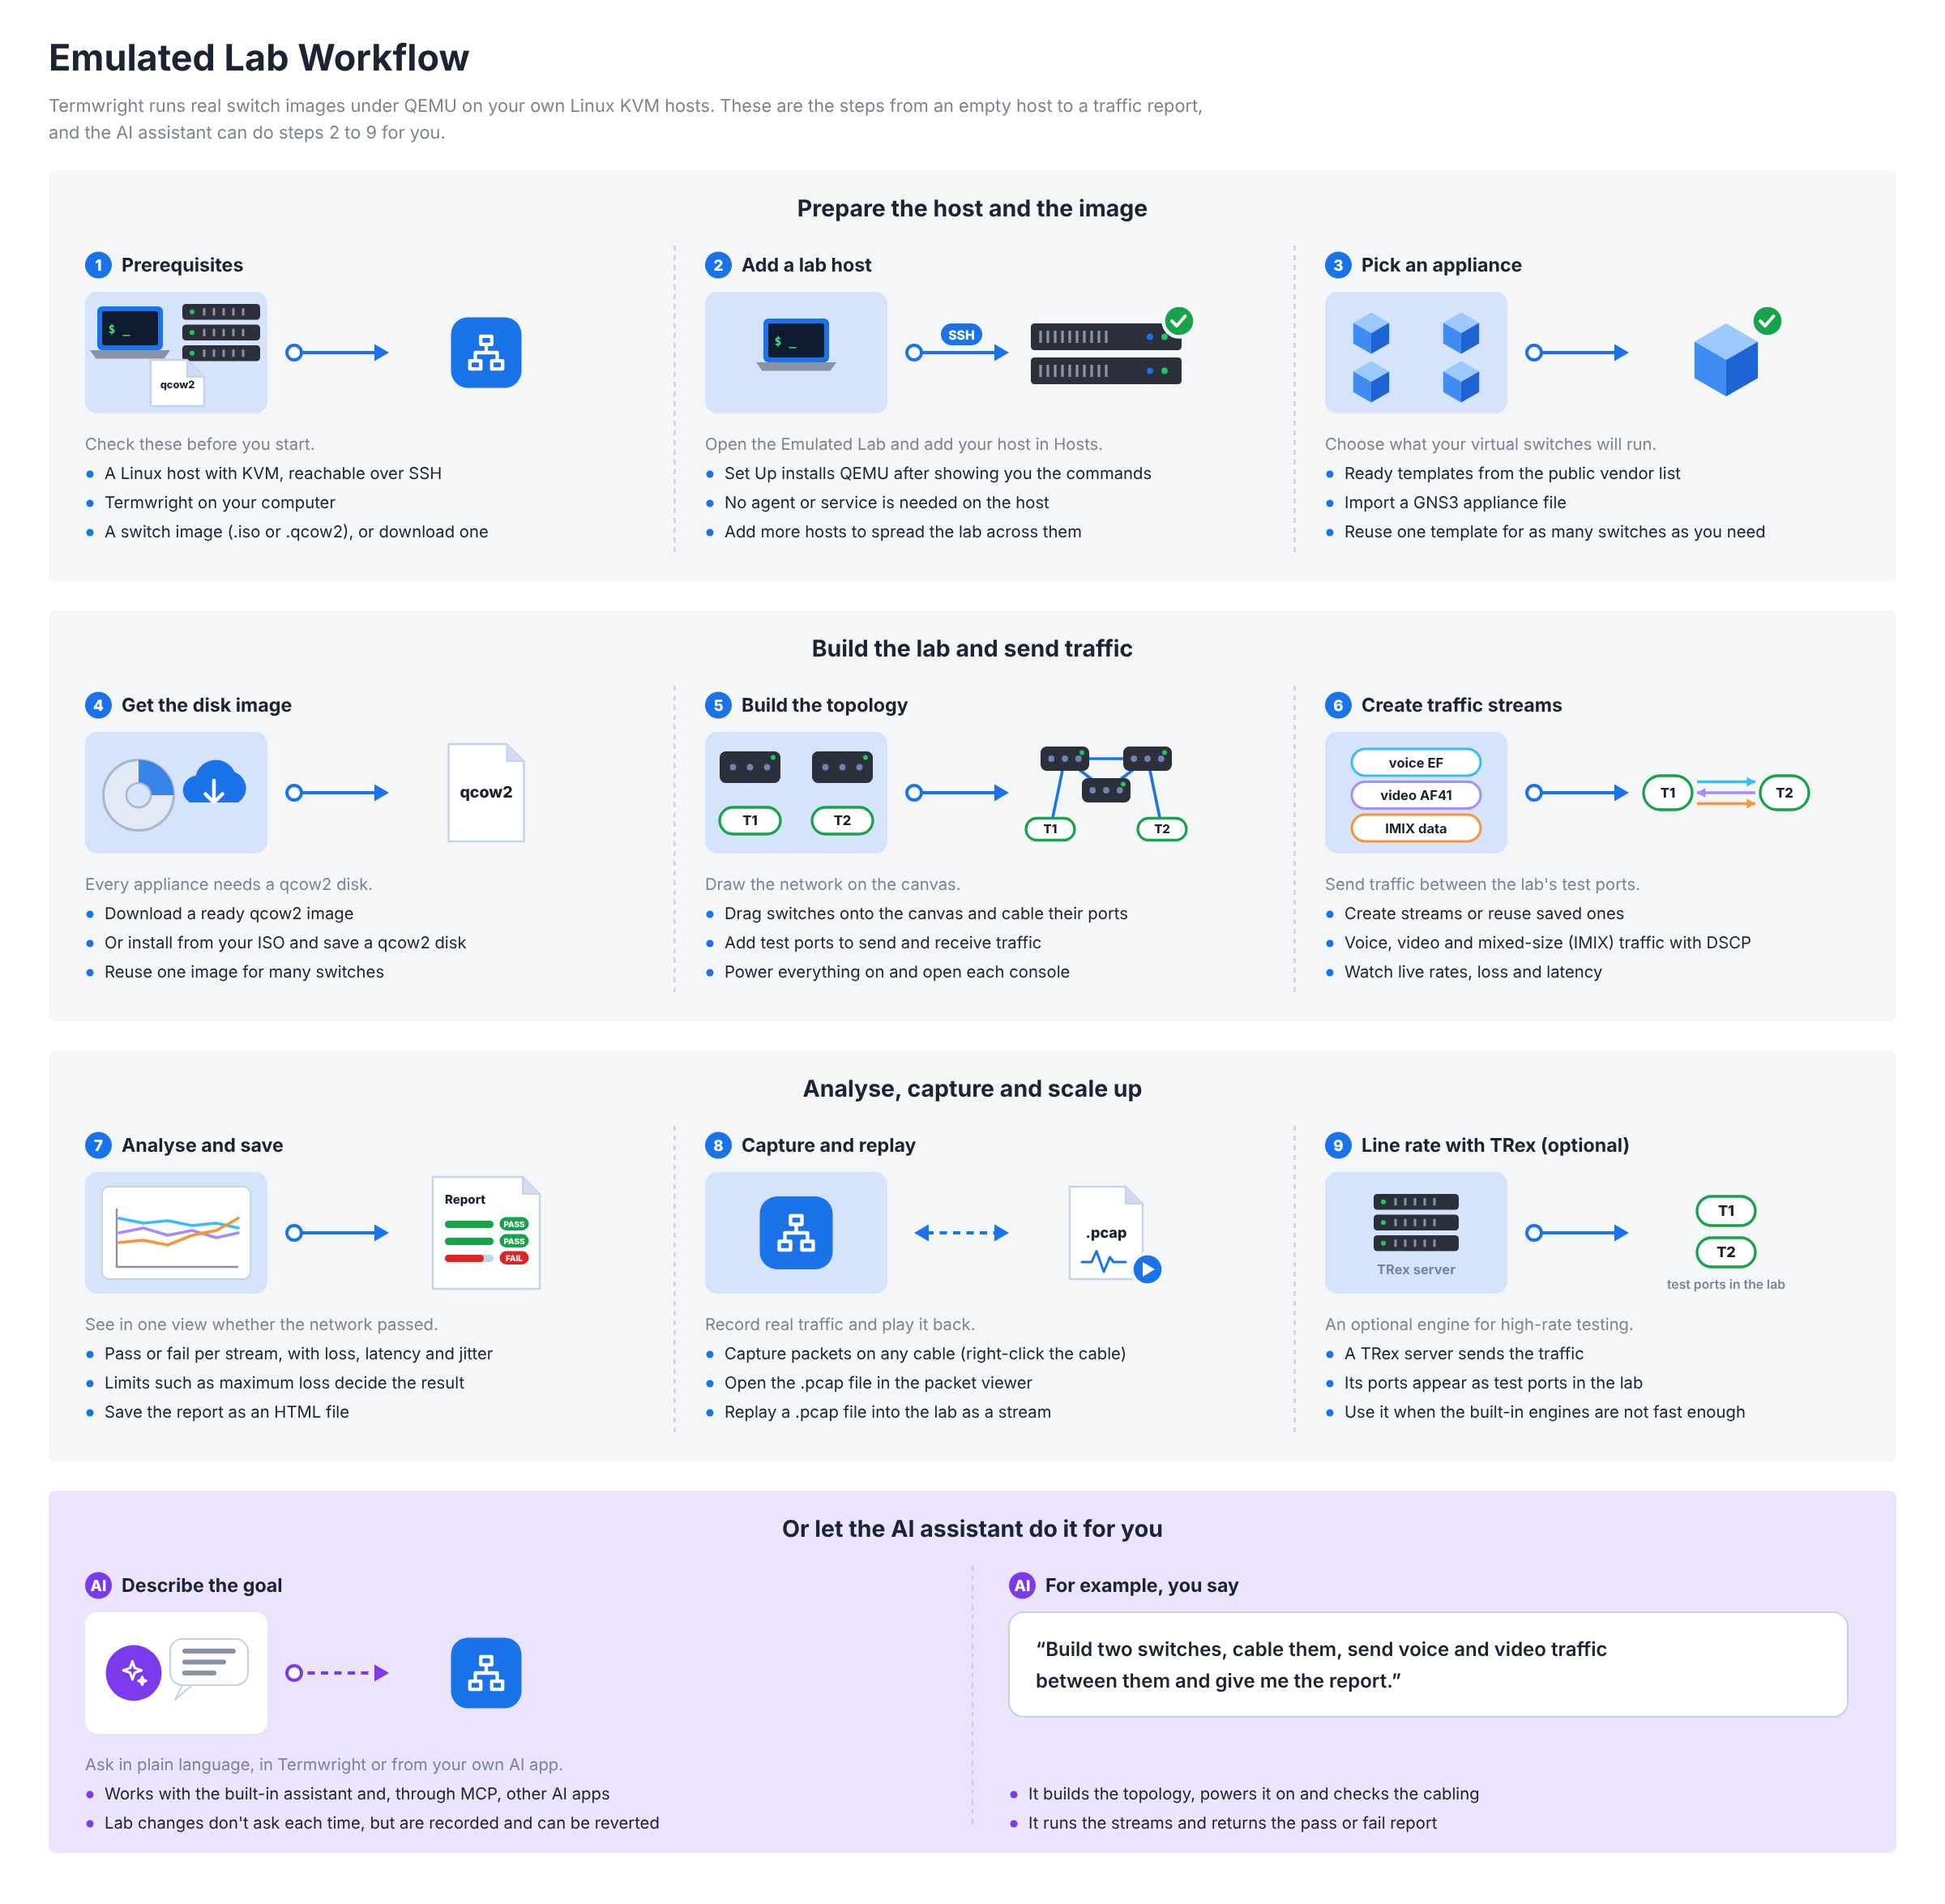 Emulated Lab Workflow
Termwright runs real switch images under QEMU on your own Linux KVM hosts. These are the steps from an empty host to a traffic report,
and the AI assistant can do steps 2 to 9 for you.
Prepare the host and the image
1 Prerequisites
$ _
qcow2
Check these before you start.
A Linux host with KVM, reachable over SSH
Termwright on your computer
A switch image (.iso or .qcow2), or download one
2 Add a lab host
$ _
SSH
Open the Emulated Lab and add your host in Hosts.
Set Up installs QEMU after showing you the commands
No agent or service is needed on the host
Add more hosts to spread the lab across them
3 Pick an appliance
Choose what your virtual switches will run.
Ready templates from the public vendor list
Import a GNS3 appliance file
Reuse one template for as many switches as you need
Build the lab and send traffic
4 Get the disk image
qcow2
Every appliance needs a qcow2 disk.
Download a ready qcow2 image
Or install from your ISO and save a qcow2 disk
Reuse one image for many switches
5 Build the topology
T1 T2
T1 T2
Draw the network on the canvas.
Drag switches onto the canvas and cable their ports
Add test ports to send and receive traffic
Power everything on and open each console
6 Create traffic streams
voice EF
video AF41
IMIX data
T1 T2
Send traffic between the lab's test ports.
Create streams or reuse saved ones
Voice, video and mixed-size (IMIX) traffic with DSCP
Watch live rates, loss and latency
Analyse, capture and scale up
7 Analyse and save
Report
PASS
PASS
FAIL
See in one view whether the network passed.
Pass or fail per stream, with loss, latency and jitter
Limits such as maximum loss decide the result
Save the report as an HTML file
8 Capture and replay
.pcap
Record real traffic and play it back.
Capture packets on any cable (right-click the cable)
Open the .pcap file in the packet viewer
Replay a .pcap file into the lab as a stream
9 Line rate with TRex (optional)
TRex server
T1
T2
test ports in the lab
An optional engine for high-rate testing.
A TRex server sends the traffic
Its ports appear as test ports in the lab
Use it when the built-in engines are not fast enough
Or let the AI assistant do it for you
AI Describe the goal
Ask in plain language, in Termwright or from your own AI app.
Works with the built-in assistant and, through MCP, other AI apps
Lab changes don't ask each time, but are recorded and can be reverted
AI For example, you say
“Build two switches, cable them, send voice and video traffic
between them and give me the report.”
It builds the topology, powers it on and checks the cabling
It runs the streams and returns the pass or fail report